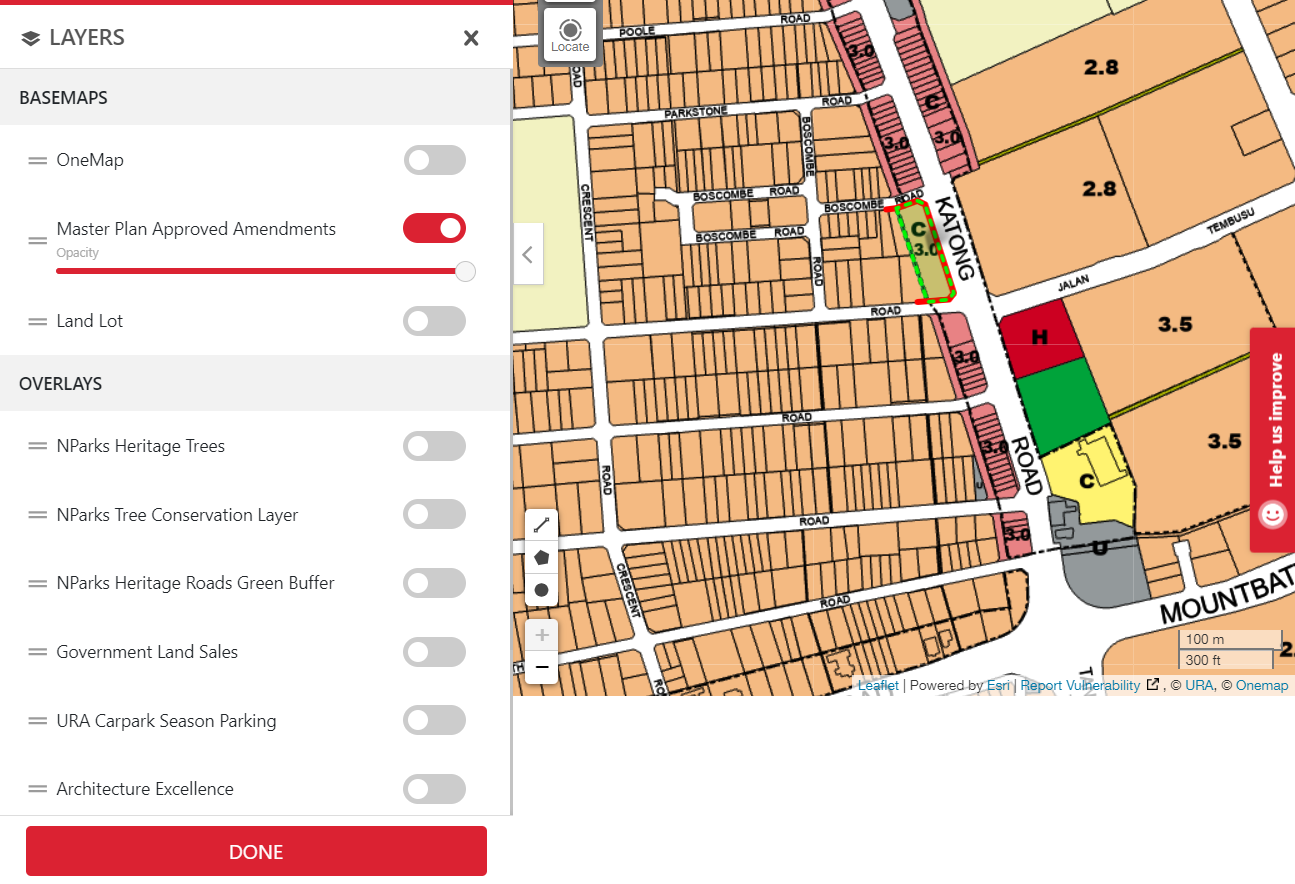 LAYERS
BASEMAPS
OneMap
Master Plan Approved Amendments
Opacity
Land Lot
OVERLAYS
NParks Heritage Trees
NParks Tree Conservation Layer
NParks Heritage Roads Green Buffer
Government Land Sales
URA Carpark Season Parking
Architecture Excellence
DONE
Locate
POOLE
ROAD
3.0
2.8
C
PARKSTONE
ROAD
BOSCOMBE
3.0
3.0
2.8
CRESCENT
BOSCOMBE ROAD
BOSCOMBE
ROAD
KATONG
C
3.0
TEMBUSU
BOSCOMBE ROAD
ROAD
JALAN
ROAD
H
3.5
3.0
ROAD
3.0
ROAD
3.5
C
ROAD
U
ROAD
3.0
U
CRESCENT
ROAD
MOUNTBAT
Help us improve
100 m
300 ft
2.
Leaflet | Powered by Esri | Report Vulnerability , © URA, © Onemap